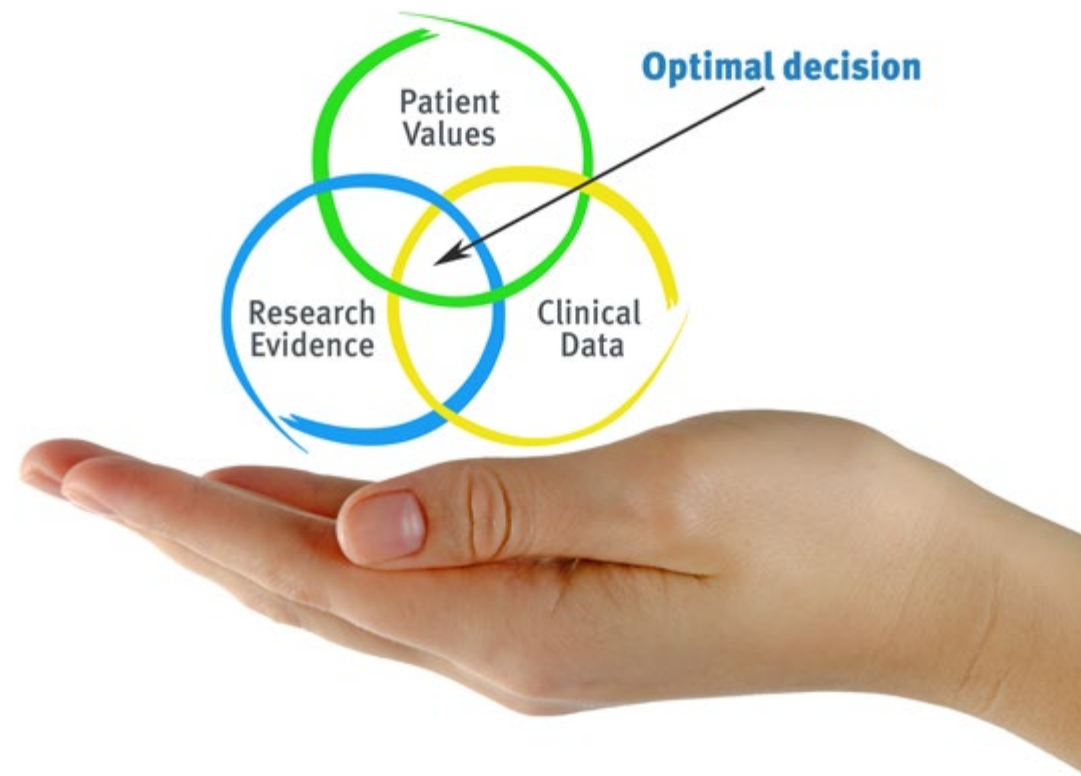 Optimal decision
Patient
Values
Research
Evidence
Clinical
Data